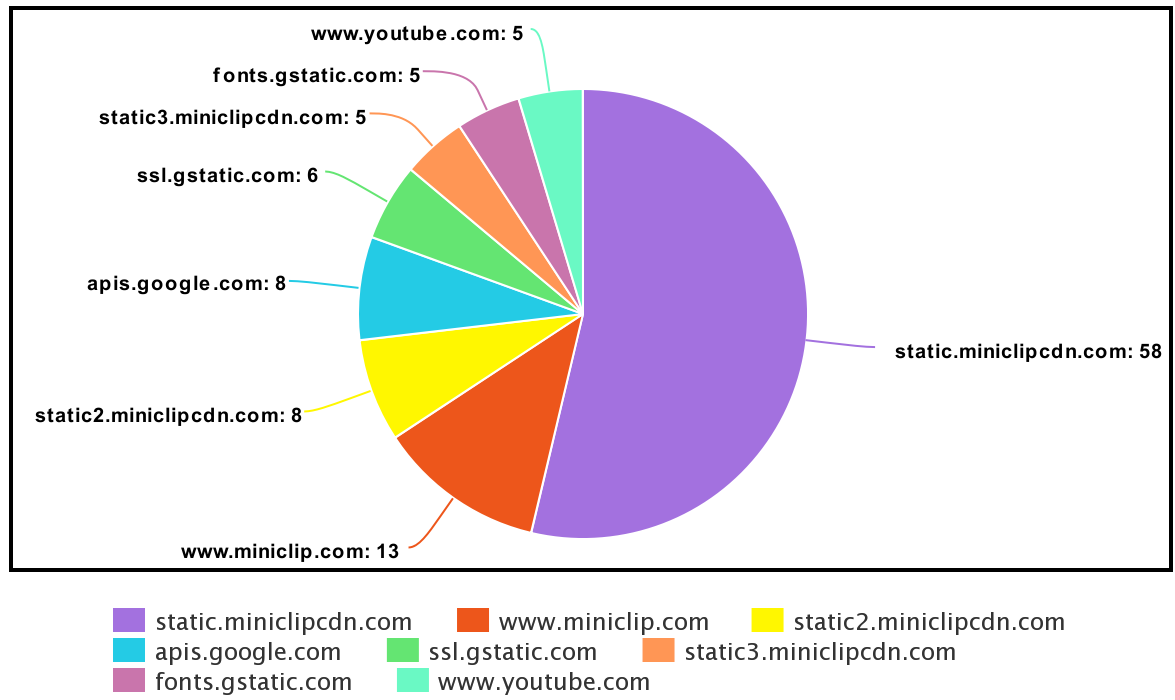 www.youtube.com: 5
fonts.gstatic.com: 5
static3.miniclipcdn.com: 5
ssl.gstatic.com: 6
apis.google.com: 8
static.miniclipcdn.com: 58
static2.miniclipcdn.com: 8
www.miniclip.com: 13
static.miniclipcdn.com www.miniclip.com static2.miniclipcdn.com
apis.google.com ssl.gstatic.com static3.miniclipcdn.com
fonts.gstatic.com www.youtube.com